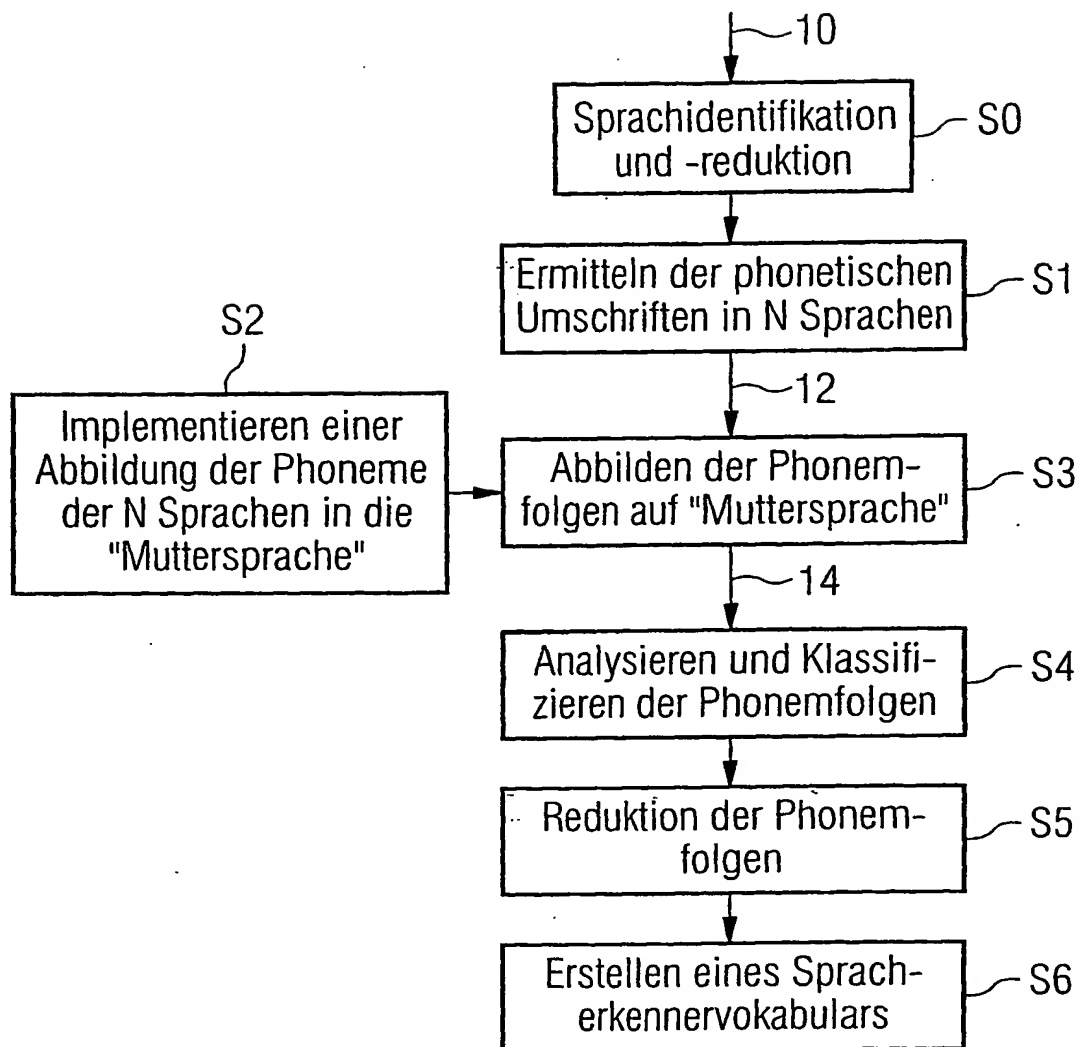 10
Sprachidentifikation
und -reduktion
S0
Ermitteln der phonetischen
Umschriften in N Sprachen
S1
S2
12
Implementieren einer
Abbildung der Phoneme
der N Sprachen in die
"Muttersprache"
Abbilden der Phonem-
folgen auf "Muttersprache"
S3
14
Analysieren und Klassifi-
zieren der Phonemfolgen
S4
Reduktion der Phonem-
folgen
S5
Erstellen eines Sprach-
erkennervokabulars
S6